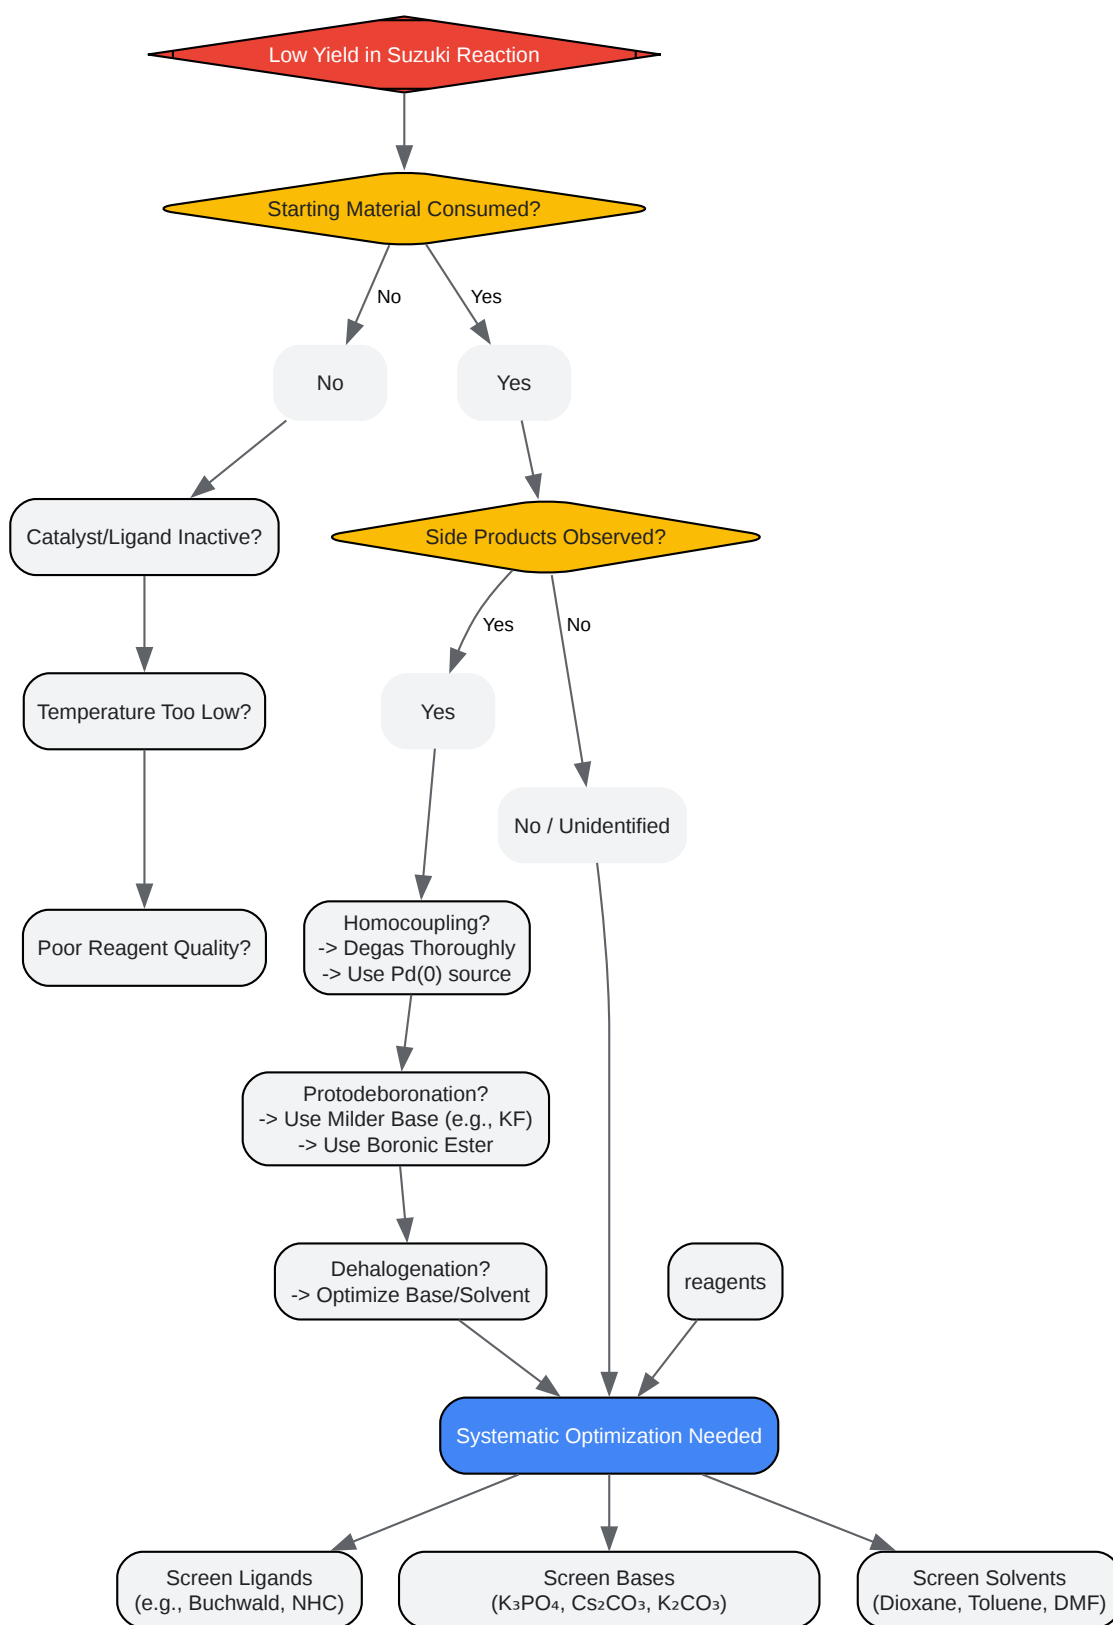 Low Yield in Suzuki Reaction
Starting Material Consumed?
No
Yes
No
Yes
Catalyst/Ligand Inactive?
Side Products Observed?
Yes
No
Temperature Too Low?
Yes
No / Unidentified
Poor Reagent Quality?
Homocoupling?
-> Degas Thoroughly
-> Use Pd(0) source
Protodeboronation?
-> Use Milder Base (e.g., KF)
-> Use Boronic Ester
Dehalogenation?
-> Optimize Base/Solvent
reagents
Systematic Optimization Needed
Screen Ligands
(e.g., Buchwald, NHC)
Screen Bases
(K₃PO₄, Cs₂CO₃, K₂CO₃)
Screen Solvents
(Dioxane, Toluene, DMF)